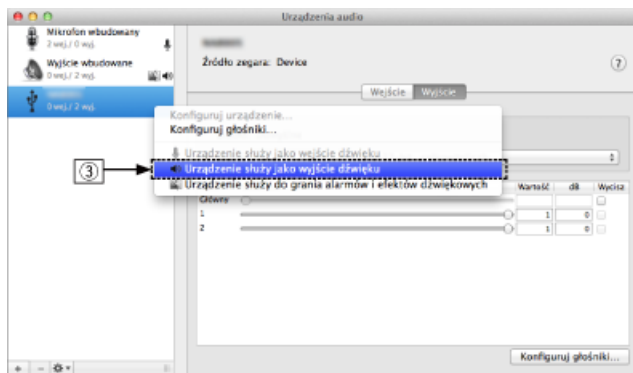 Urządzenia audio
Mikrofon wbudowany
2 wej./ 0 wyj.
Wyjście wbudowane
0 wej./ 2 wyj.
0 wej./ 2 wyj.
Źródło zegara: Device
?
Wejście Wyjście
Konfiguruj urządzenie...
Konfiguruj głośniki...
Urządzenie służy jako wejście dźwięku
③
Urządzenie służy jako wyjście dźwięku
Urządzenie służy do grania alarmów i efektów dźwiękowych
Wartość dB Wycisz
Główny
1 1 0
2 1 0
Konfiguruj głośniki...